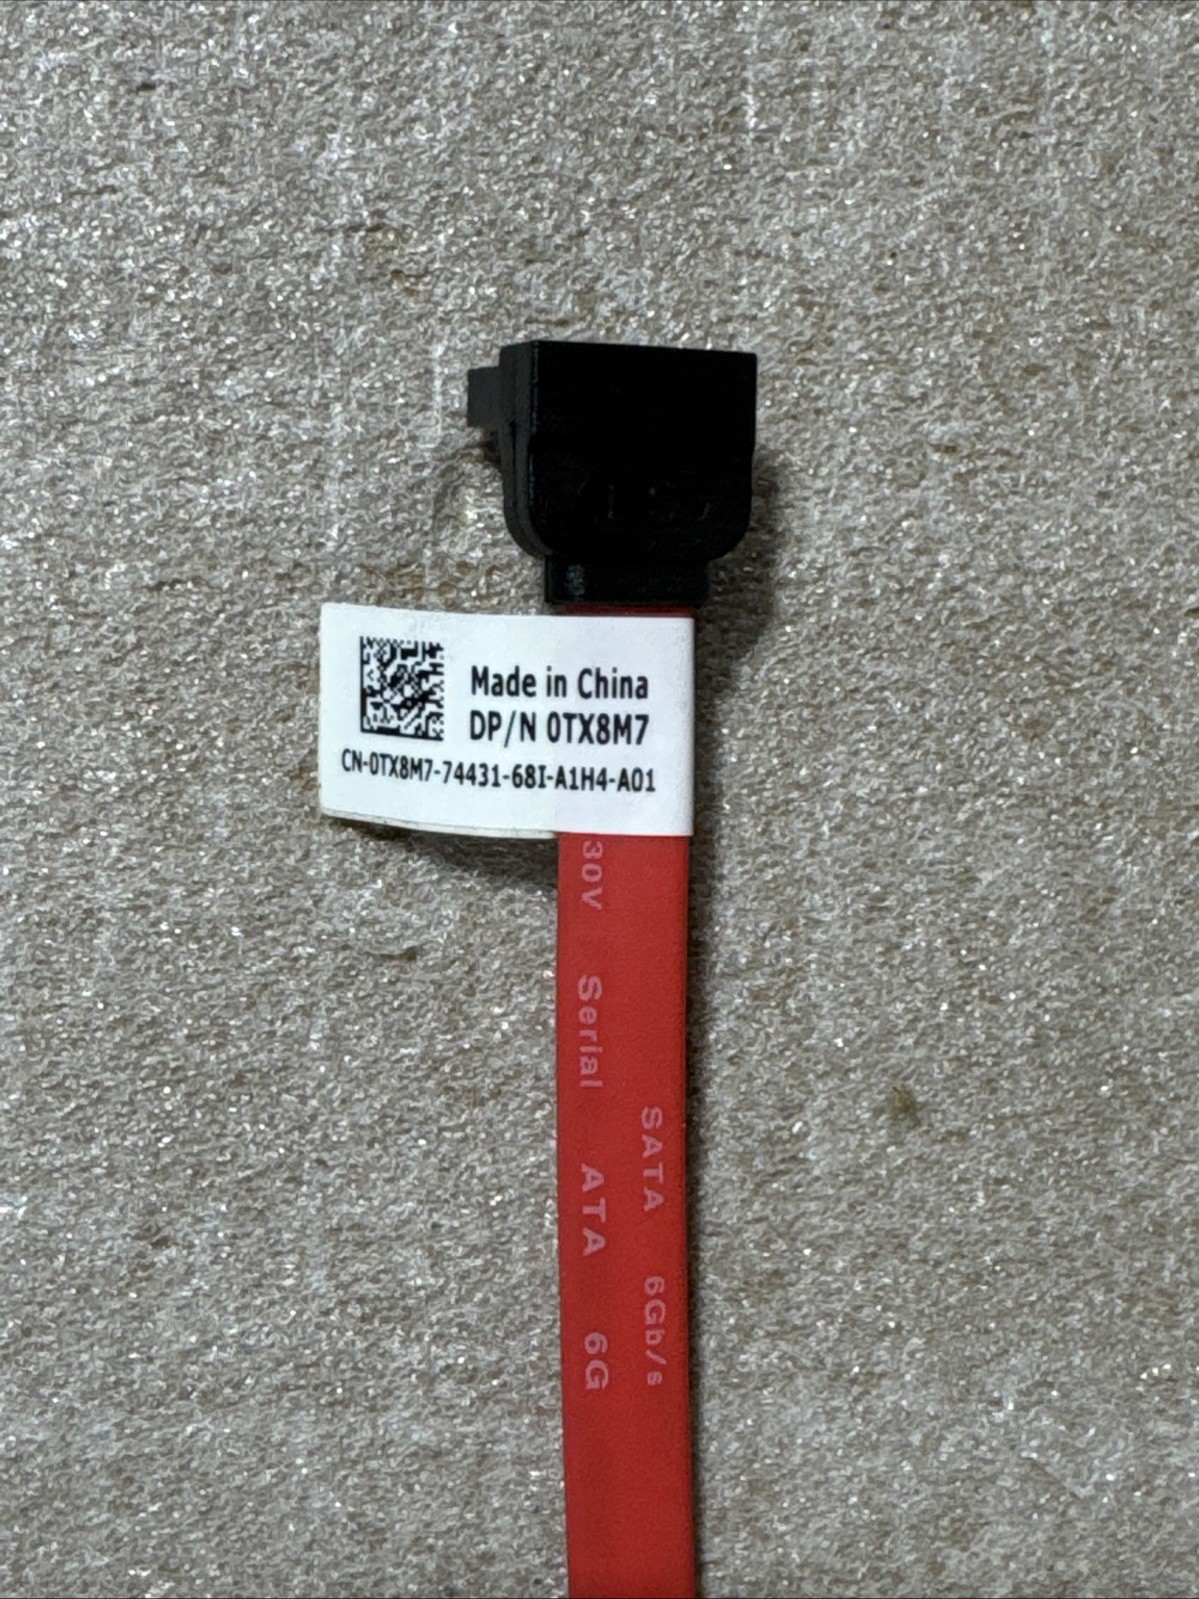 Made in China
DP/N 0TX8M7
CN-0TX8M7-74431-68I-A1H4-A01
30V Serial ATA 6G
SATA 6Gb/s